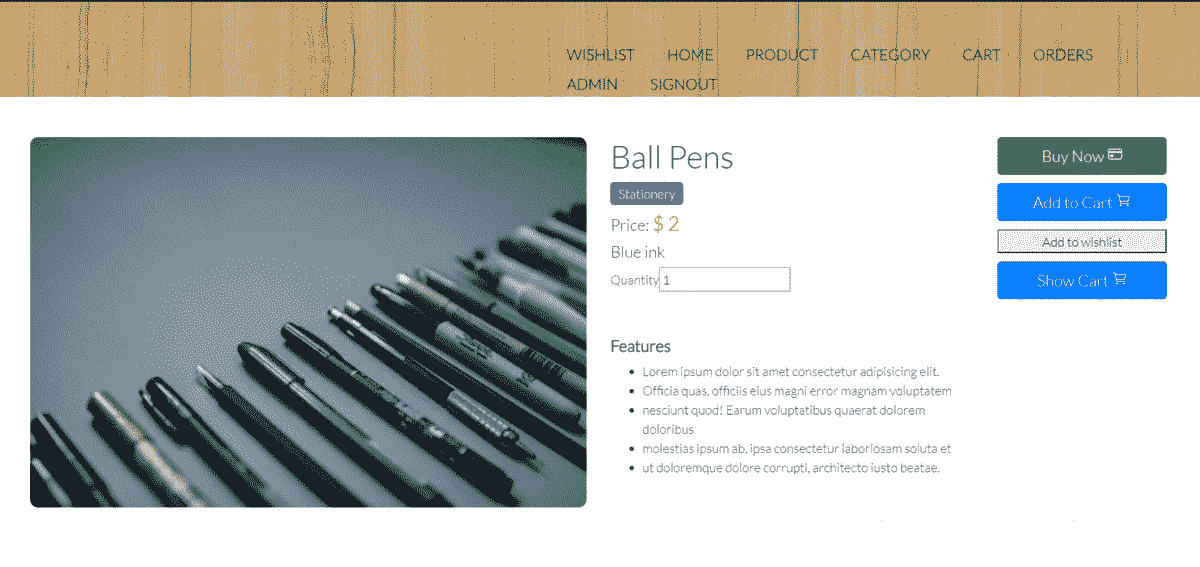 WISHLIST HOME PRODUCT CATEGORY CART ORDERS
ADMIN SIGNOUT
Ball Pens
Stationery
Price: $ 2
Blue ink
Quantity 1
Features
Lorem ipsum dolor sit amet consectetur adipisicing elit.
Officia quas, officiis eius magni error magnam voluptatem
nesciunt quod! Earum voluptatibus quaerat dolorem
doloribus
molestias ipsum ab, ipsa consectetur laboriosam soluta et
ut doloremque dolore corrupti, architecto iusto beatae.
Buy Now
Add to Cart
Add to wishlist
Show Cart